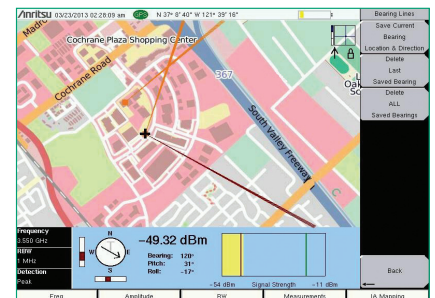 Anritsu 03/23/2013 02:28:09 am GPS N 37° 8' 40" W 121° 39' 16"
Bearing Lines
Save Current
Bearing
Location & Direction
Delete
Last
Saved Bearing
Delete
ALL
Saved Bearings
Back
Cochrane Plaza Shopping Center
Cochrane Road
367
South Valley Freeway
Frequency
3.550 GHz
RBW
1 MHz
Detection
Peak
N
W
E
S
-49.32 dBm
Bearing: 120°
Pitch: 31°
Roll: -17°
-54 dBm Signal Strength -11 dBm
Freq Amplitude BW Measurements IA Mapping